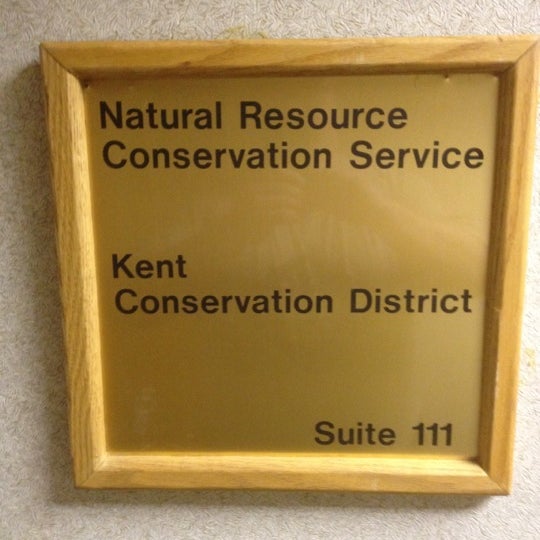 Natural Resource
Conservation Service
Kent
Conservation District
Suite 111